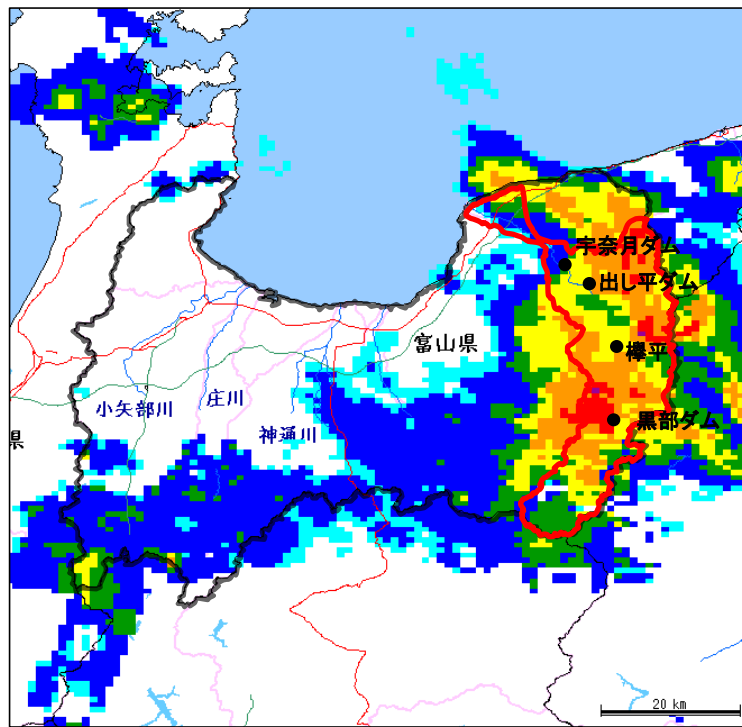 宇奈月ダム
出し平ダム
欅平
富山県
黒部ダム
小矢部川
庄川
神通川
県
20 km